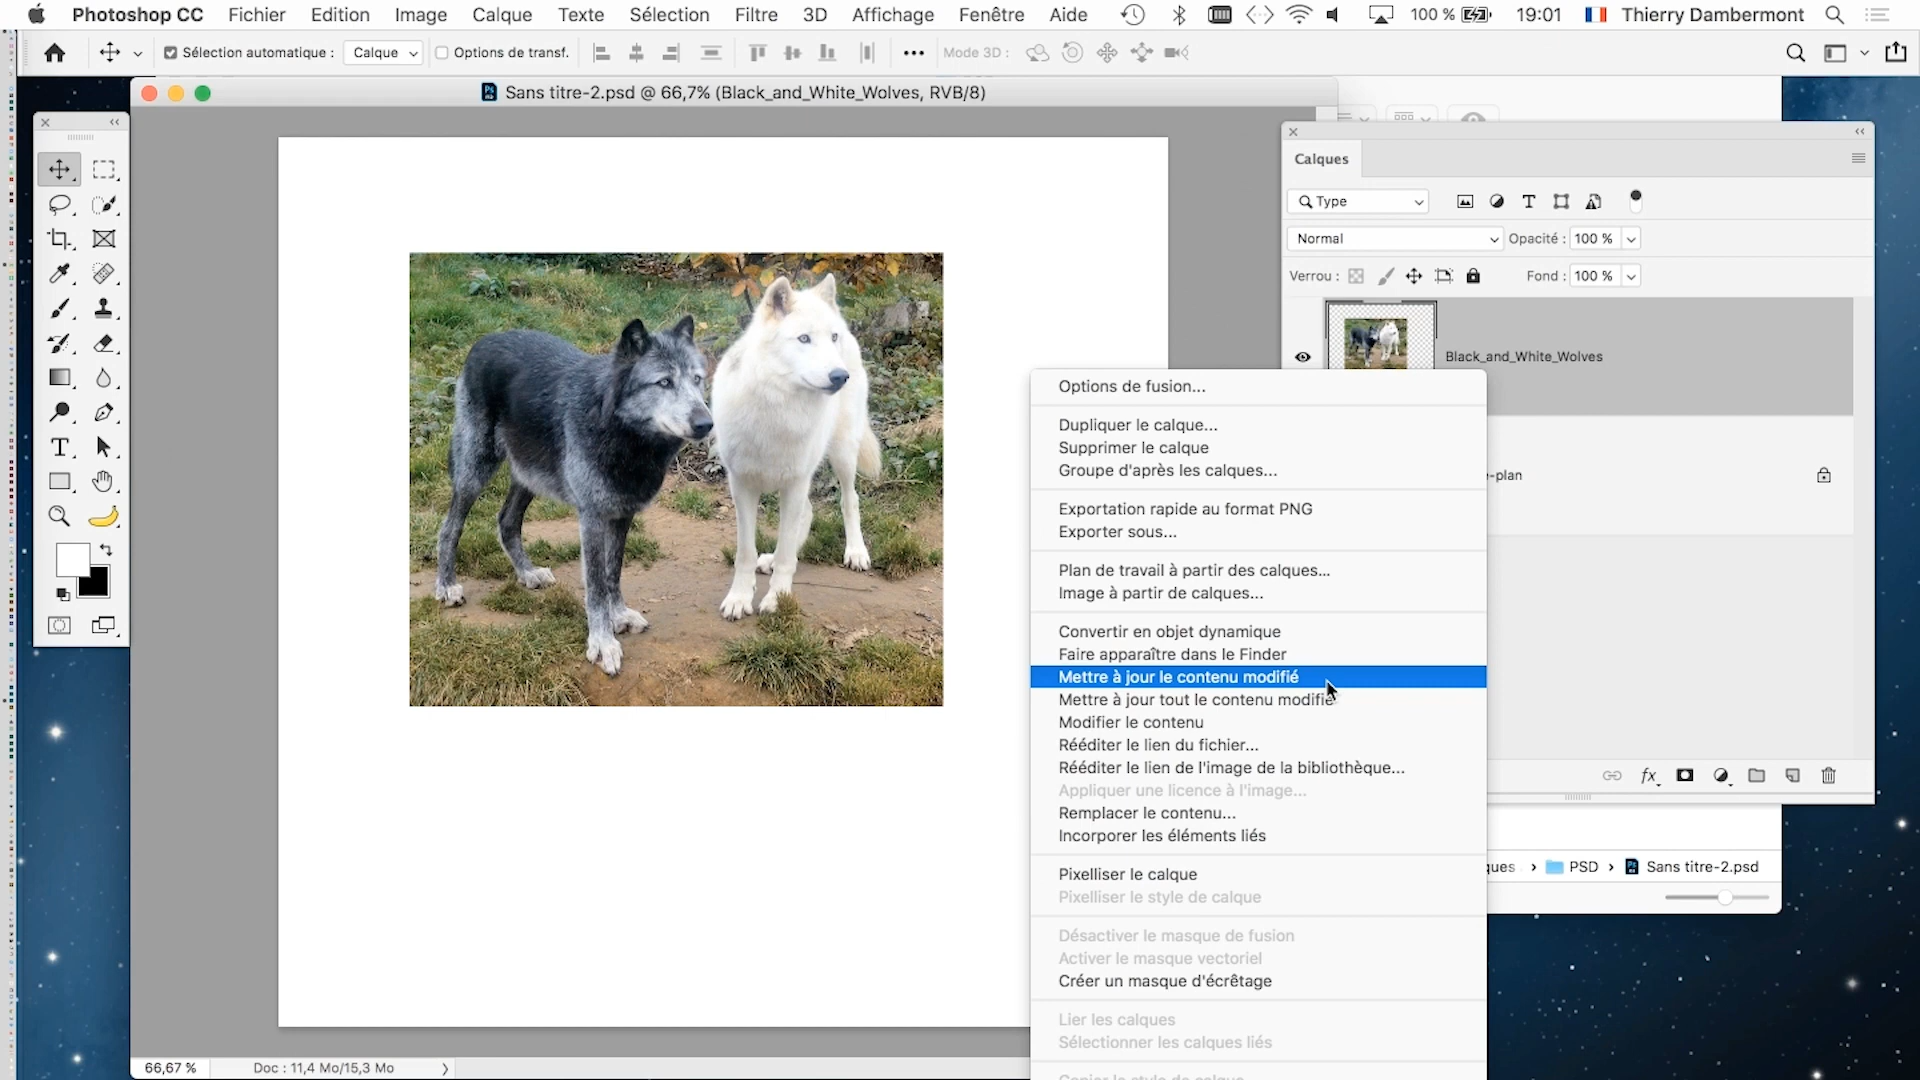 Photoshop CC Fichier Edition Image Calque Texte Sélection Filtre 3D Affichage Fenêtre Aide 100 % 19:01 Thierry Dambermont
Sélection automatique : Calque Options de transf. Mode 3D :
Sans titre-2.psd @ 66,7% (Black_and_White_Wolves, RVB/8)
Calques
Type
Normal Opacité : 100 %
Verrou : Fond : 100 %
Black_and_White_Wolves
-plan
Options de fusion...
Dupliquer le calque...
Supprimer le calque
Groupe d'après les calques...
Exportation rapide au format PNG
Exporter sous...
Plan de travail à partir des calques...
Image à partir de calques...
Convertir en objet dynamique
Faire apparaître dans le Finder
Mettre à jour le contenu modifié
Mettre à jour tout le contenu modifié
Modifier le contenu
Rééditer le lien du fichier...
Rééditer le lien de l'image de la bibliothèque...
Appliquer une licence à l'image...
Remplacer le contenu...
Incorporer les éléments liés
Pixelliser le calque
Pixelliser le style de calque
Désactiver le masque de fusion
Activer le masque vectoriel
Créer un masque d'écrêtage
Lier les calques
Sélectionner les calques liés
ques › PSD › Sans titre-2.psd
66,67 % Doc : 11,4 Mo/15,3 Mo